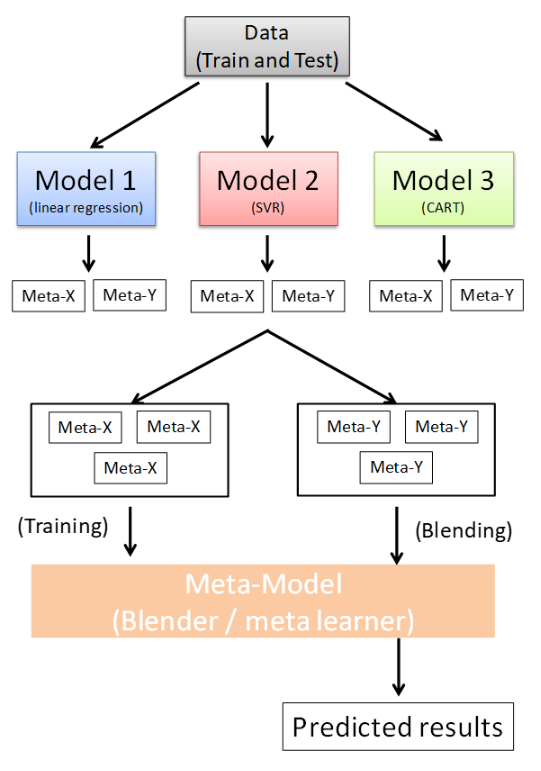 Data
(Train and Test)
Model 1
(linear regression)
Model 2
(SVR)
Model 3
(CART)
Meta-X
Meta-Y
Meta-X
Meta-Y
Meta-X
Meta-Y
Meta-X
Meta-X
Meta-X
Meta-Y
Meta-Y
Meta-Y
(Training)
(Blending)
Meta-Model
(Blender / meta learner)
Predicted results